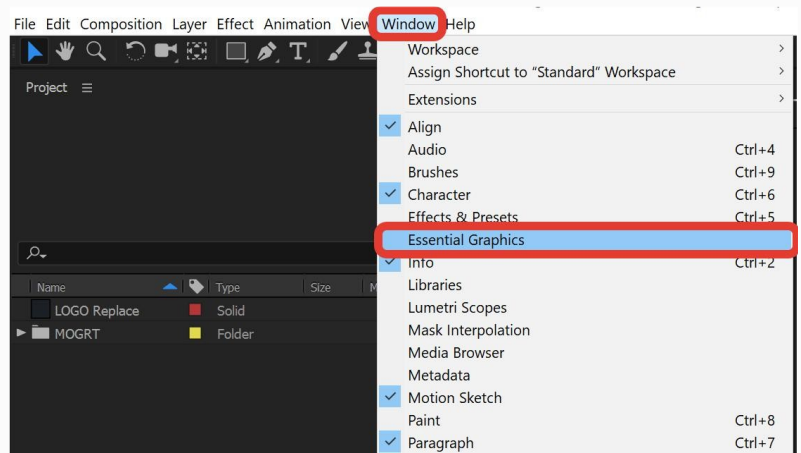 File Edit Composition Layer Effect Animation View Window Help
Project
Name Type Size M
LOGO Replace Solid
MOGRT Folder
Workspace
Assign Shortcut to “Standard” Workspace
Extensions
Align
Audio Ctrl+4
Brushes Ctrl+9
Character Ctrl+6
Effects & Presets Ctrl+5
Essential Graphics
Info Ctrl+2
Libraries
Lumetri Scopes
Mask Interpolation
Media Browser
Metadata
Motion Sketch
Paint Ctrl+8
Paragraph Ctrl+7